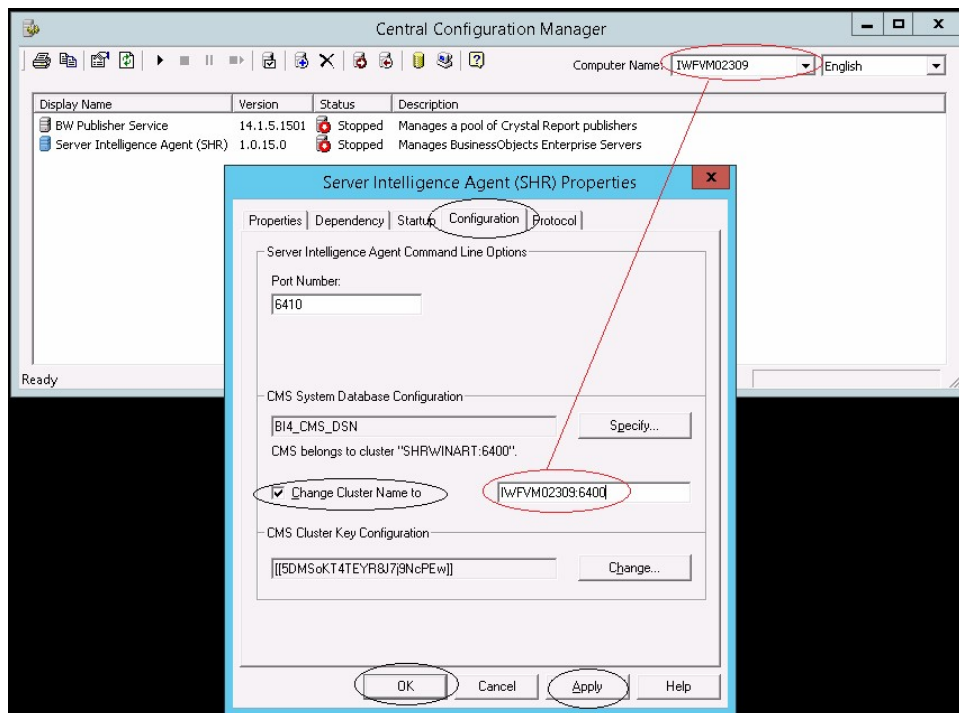 Central Configuration Manager
Computer Name: IWFVM02309 English
Display Name Version Status Description
BW Publisher Service 14.1.5.1501 Stopped Manages a pool of Crystal Report publishers
Server Intelligence Agent (SHR) 1.0.15.0 Stopped Manages BusinessObjects Enterprise Servers
Server Intelligence Agent (SHR) Properties
Properties Dependency Startup Configuration Protocol
Server Intelligence Agent Command Line Options
Port Number:
6410
Ready
CMS System Database Configuration
BI4_CMS_DSN Specify...
CMS belongs to cluster "SHRWINART:6400".
Change Cluster Name to IWFVM02309:6400
CMS Cluster Key Configuration
[[5DMSoKT4TEYR8J7j9NcPEw]] Change...
OK Cancel Apply Help